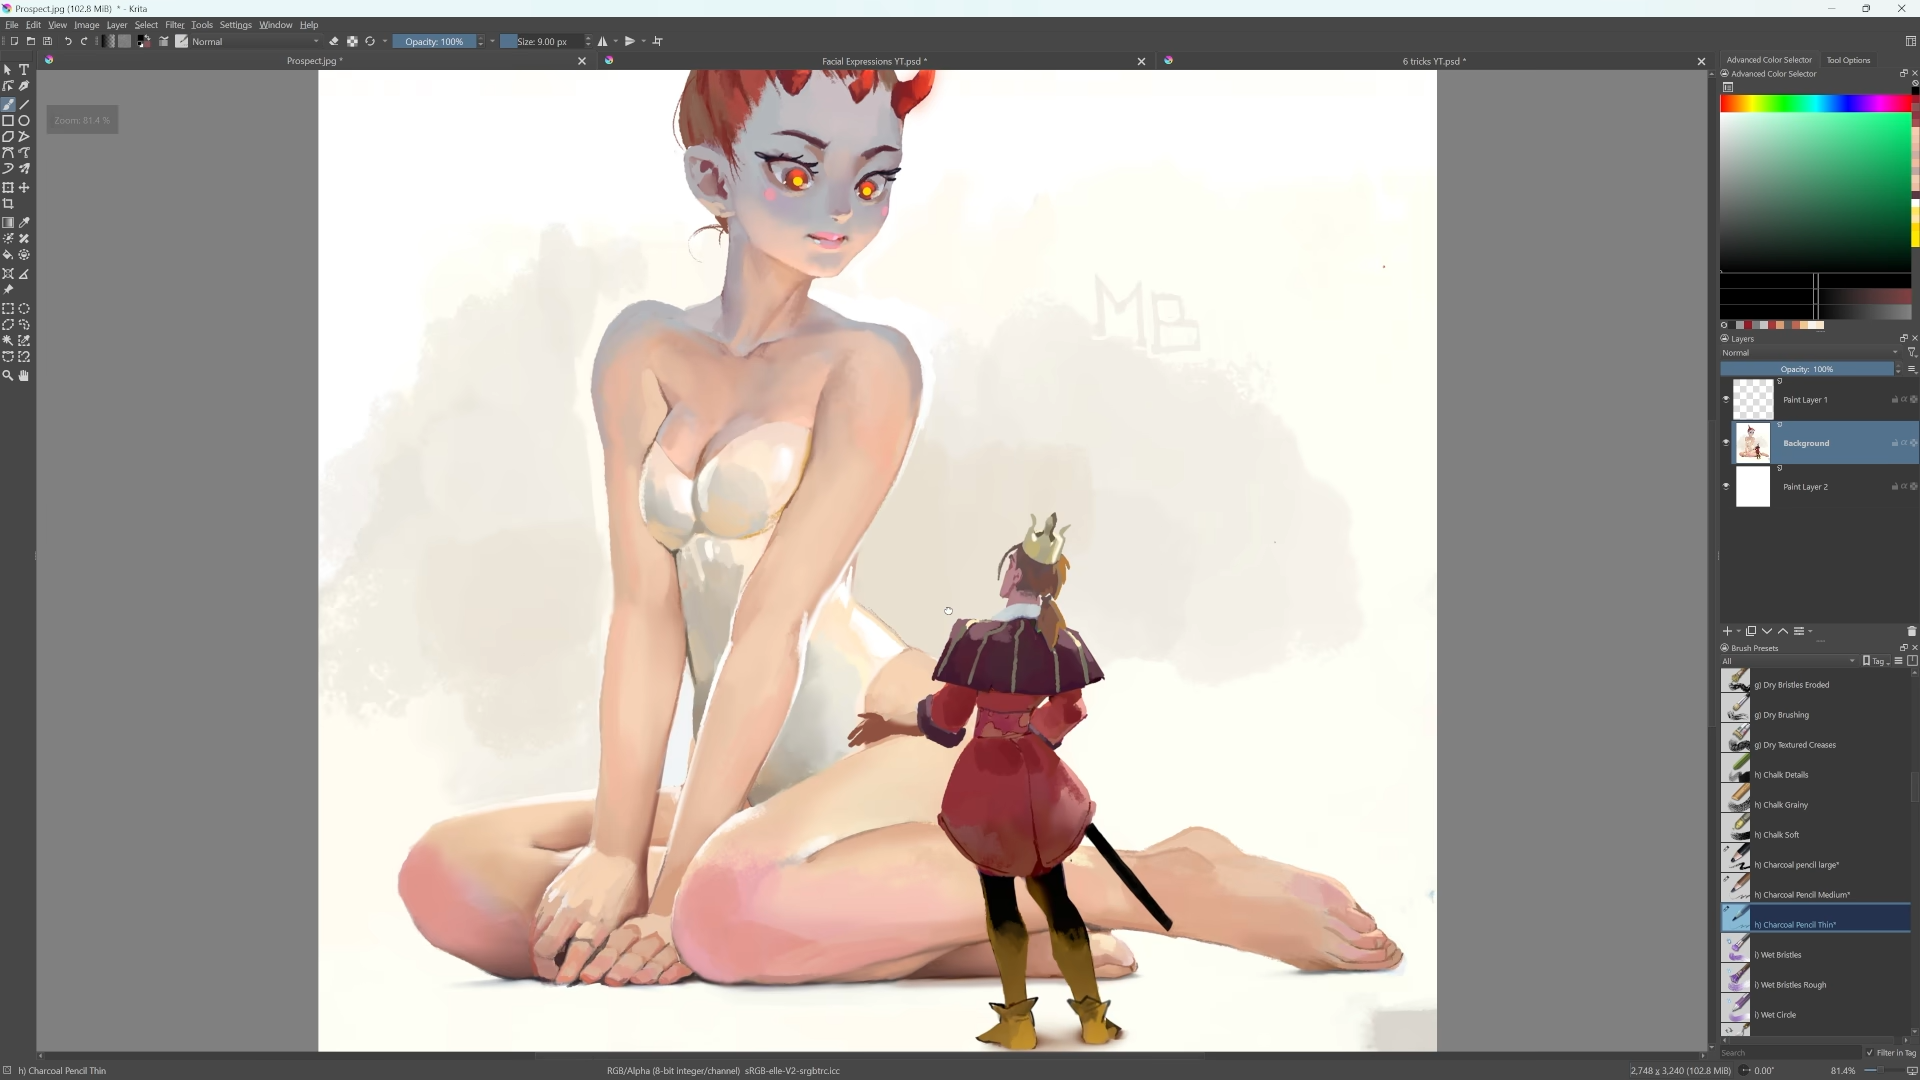 Prospect.jpg (102.8 MiB) * - Krita
File Edit View Image Layer Select Filter Tools Settings Window Help
Normal Opacity: 100% Size: 9.00 px
Prospect.jpg * Facial Expressions YT.psd * 6 tricks YT.psd *
Advanced Color Selector Tool Options
Advanced Color Selector
Zoom: 81.4 %
MB
Layers
Normal
Opacity: 100%
Paint Layer 1
Background
Paint Layer 2
Brush Presets
All Tag
g) Dry Bristles Eroded
g) Dry Brushing
g) Dry Textured Creases
h) Chalk Details
h) Chalk Grainy
h) Chalk Soft
h) Charcoal pencil large*
h) Charcoal Pencil Medium*
h) Charcoal Pencil Thin*
i) Wet Bristles
i) Wet Bristles Rough
i) Wet Circle
Search Filter in Tag
h) Charcoal Pencil Thin RGB/Alpha (8-bit integer/channel) sRGB-elle-V2-srgbtrc.icc 2,748 x 3,240 (102.8 MiB) 0.00° 81.4%